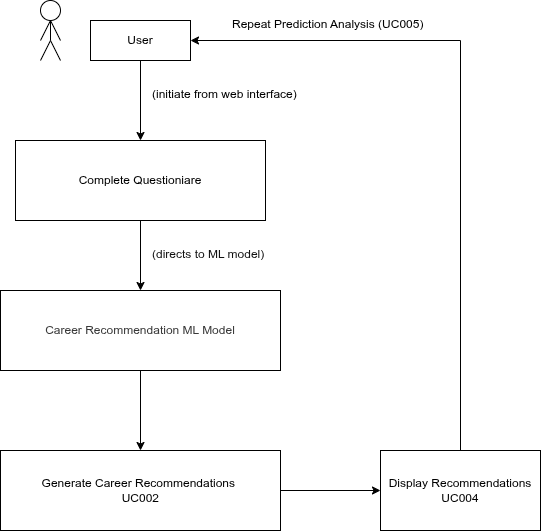 Repeat Prediction Analysis (UC005)
User
(initiate from web interface)
Complete Questioniare
(directs to ML model)
Career Recommendation ML Model
Generate Career Recommendations
UC002
Display Recommendations
UC004